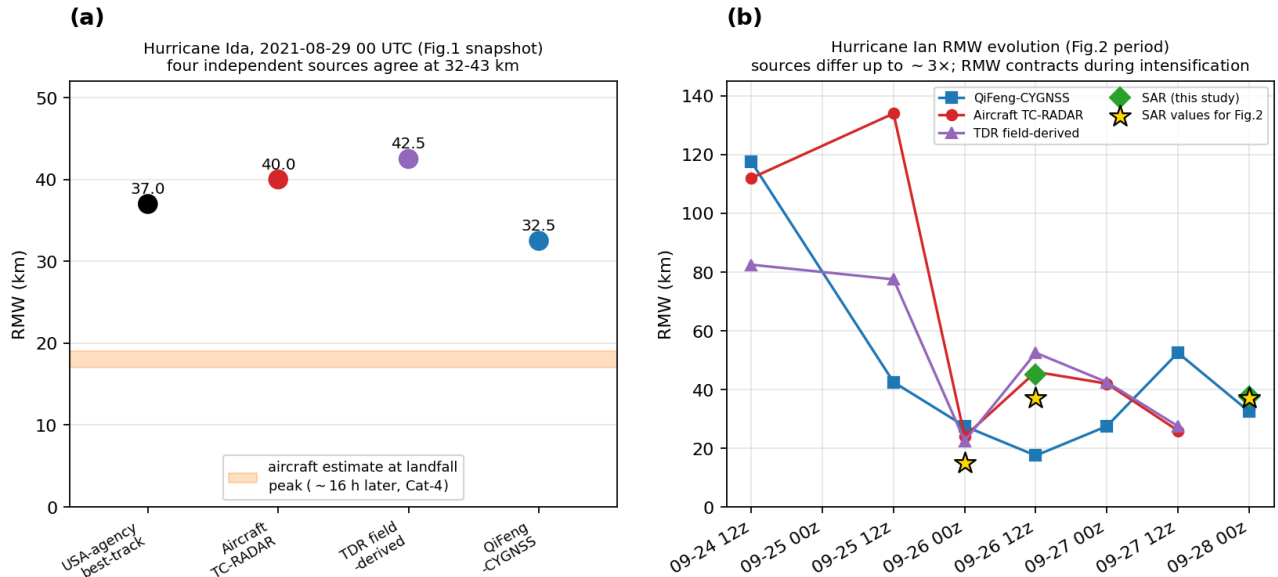 (a)
Hurricane Ida, 2021-08-29 00 UTC (Fig.1 snapshot)
four independent sources agree at 32-43 km
RMW (km)
50
40
30
20
10
0
37.0
40.0
42.5
32.5
aircraft estimate at landfall
peak (∼16 h later, Cat-4)
USA-agency
best-track
Aircraft
TC-RADAR
TDR field
-derived
QiFeng
-CYGNSS
(b)
Hurricane Ian RMW evolution (Fig.2 period)
sources differ up to ∼3×; RMW contracts during intensification
RMW (km)
140
120
100
80
60
40
20
0
QiFeng-CYGNSS
Aircraft TC-RADAR
TDR field-derived
SAR (this study)
SAR values for Fig.2
09-24 12z
09-25 00z
09-25 12z
09-26 00z
09-26 12z
09-27 00z
09-27 12z
09-28 00z